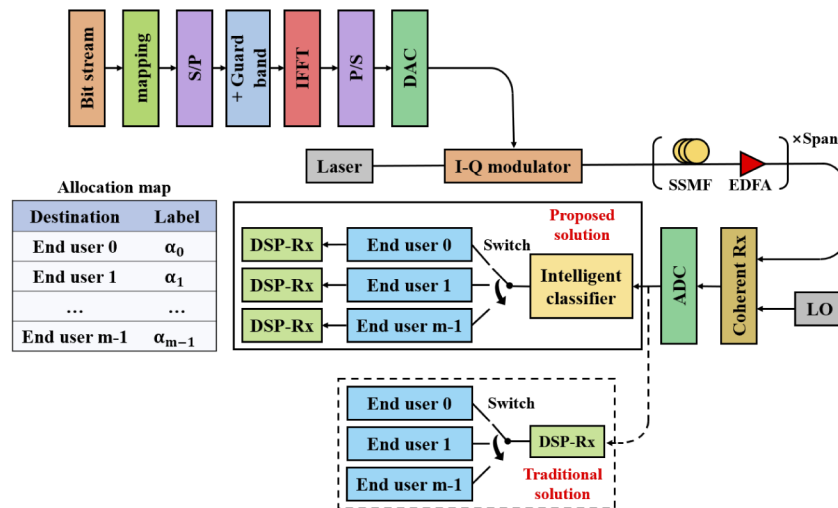 Bit stream
mapping
S/P
+ Guard
band
IFFT
P/S
DAC
Laser
I-Q modulator
SSMF
EDFA
×Span
Allocation map
Destination Label
End user 0 α₀
End user 1 α₁
... ...
End user m-1 αₘ₋₁
Proposed
solution
DSP-Rx
End user 0
Switch
DSP-Rx
End user 1
DSP-Rx
End user m-1
Intelligent
classifier
ADC
Coherent Rx
LO
End user 0
Switch
End user 1
DSP-Rx
End user m-1
Traditional
solution